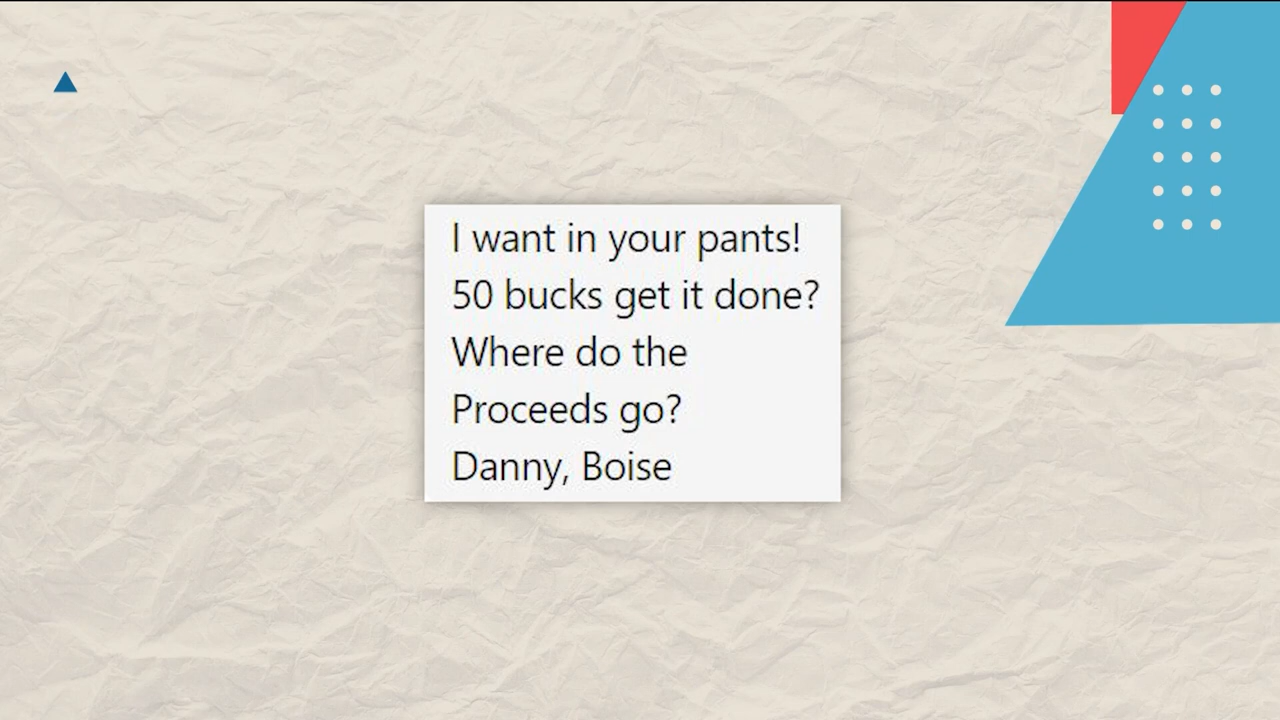 I want in your pants!
50 bucks get it done?
Where do the
Proceeds go?
Danny, Boise